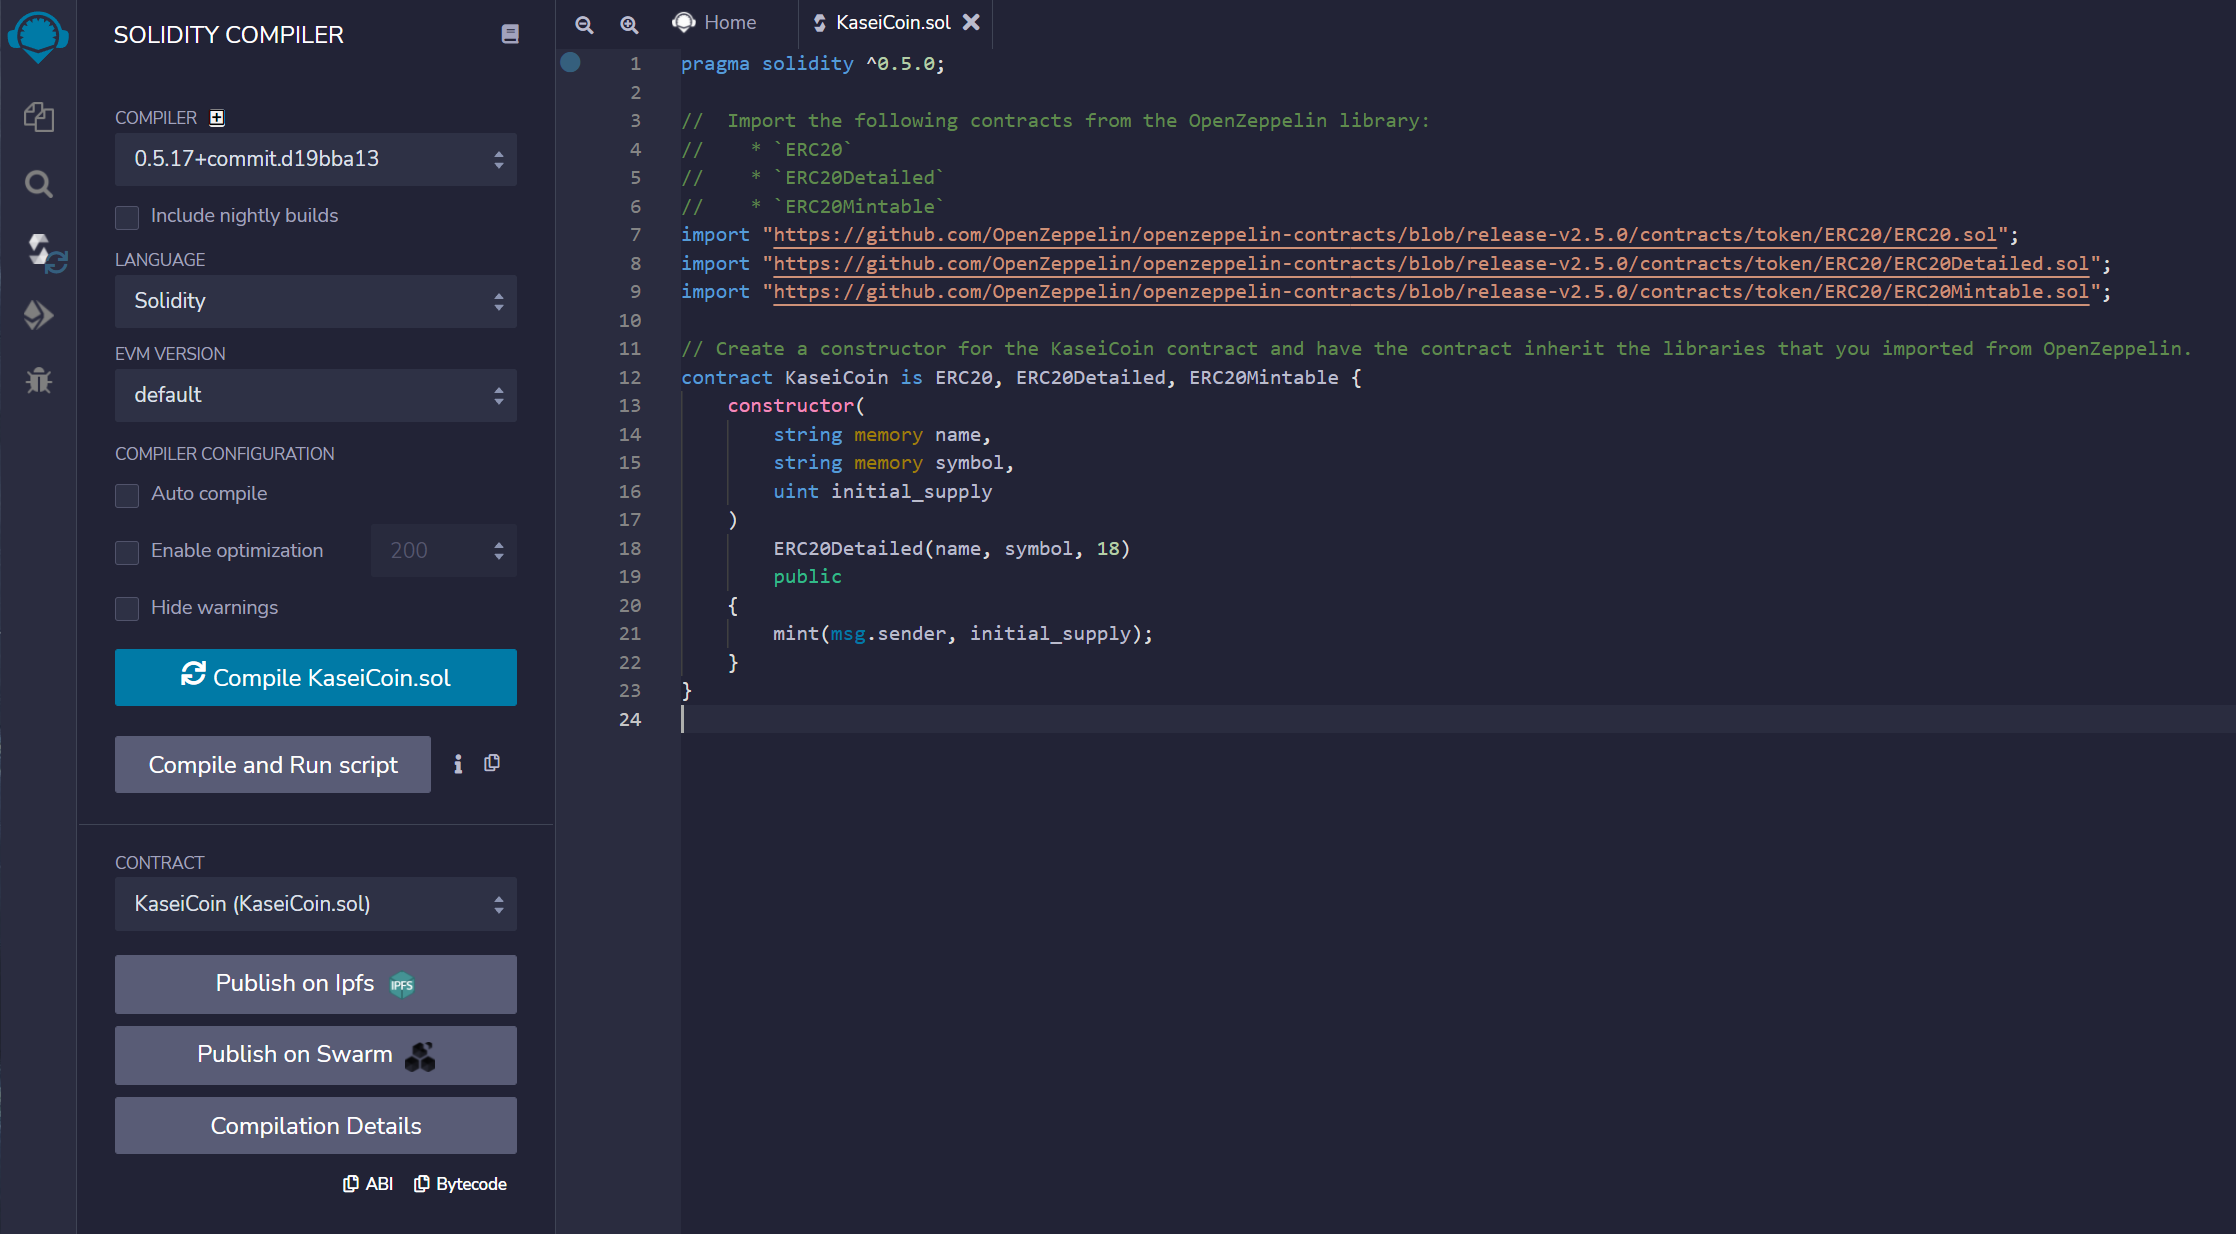 SOLIDITY COMPILER
COMPILER
0.5.17+commit.d19bba13
Include nightly builds
LANGUAGE
Solidity
EVM VERSION
default
COMPILER CONFIGURATION
Auto compile
Enable optimization
200
Hide warnings
Compile KaseiCoin.sol
Compile and Run script
CONTRACT
KaseiCoin (KaseiCoin.sol)
Publish on Ipfs IPFS
Publish on Swarm
Compilation Details
ABI Bytecode
Home KaseiCoin.sol
1 pragma solidity ^0.5.0;
2
3 //  Import the following contracts from the OpenZeppelin library:
4 //    * `ERC20`
5 //    * `ERC20Detailed`
6 //    * `ERC20Mintable`
7 import "https://github.com/OpenZeppelin/openzeppelin-contracts/blob/release-v2.5.0/contracts/token/ERC20/ERC20.sol";
8 import "https://github.com/OpenZeppelin/openzeppelin-contracts/blob/release-v2.5.0/contracts/token/ERC20/ERC20Detailed.sol";
9 import "https://github.com/OpenZeppelin/openzeppelin-contracts/blob/release-v2.5.0/contracts/token/ERC20/ERC20Mintable.sol";
10
11 // Create a constructor for the KaseiCoin contract and have the contract inherit the libraries that you imported from OpenZeppelin.
12 contract KaseiCoin is ERC20, ERC20Detailed, ERC20Mintable {
13     constructor(
14         string memory name,
15         string memory symbol,
16         uint initial_supply
17     )
18         ERC20Detailed(name, symbol, 18)
19         public
20     {
21         mint(msg.sender, initial_supply);
22     }
23 }
24